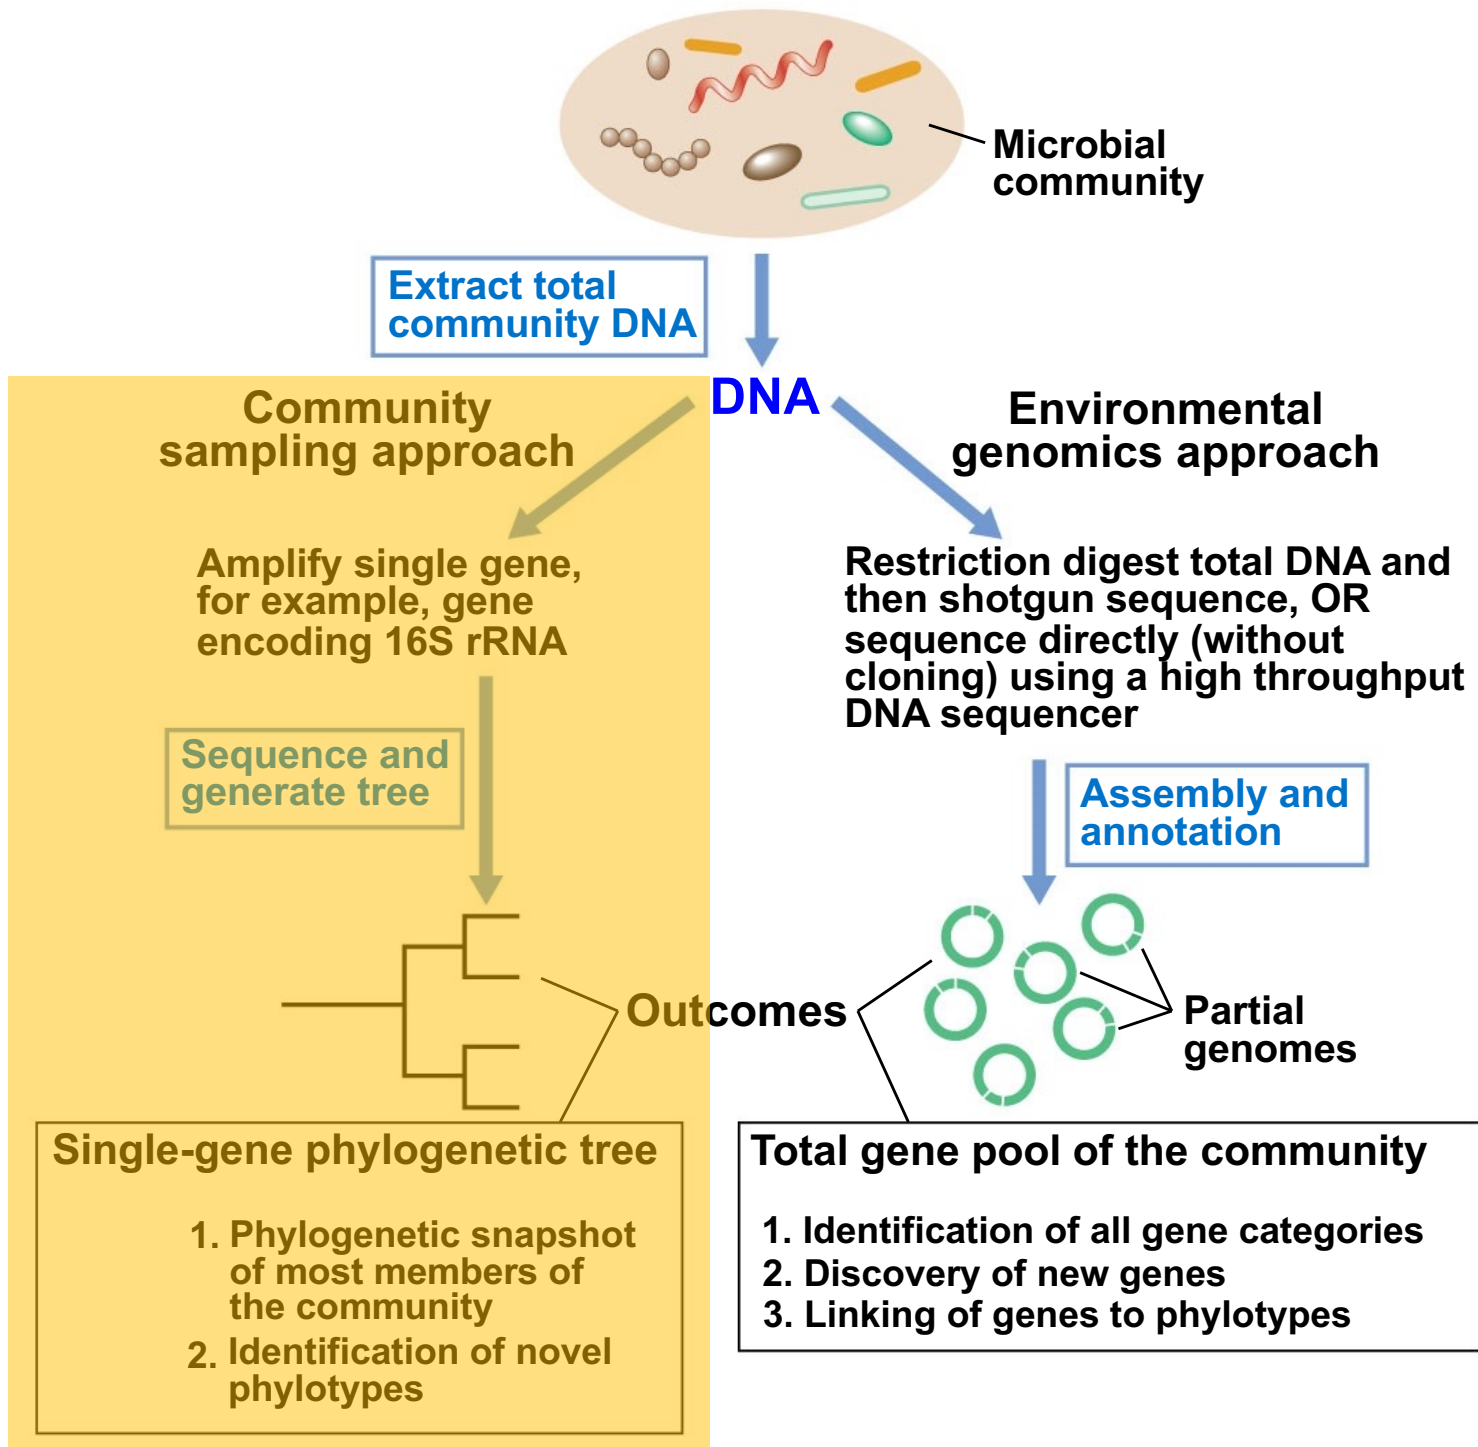 Microbial
community
Extract total
community DNA
DNA
Community
sampling approach
Environmental
genomics approach
Amplify single gene,
for example, gene
encoding 16S rRNA
Restriction digest total DNA and
then shotgun sequence, OR
sequence directly (without
cloning) using a high throughput
DNA sequencer
Sequence and
generate tree
Assembly and
annotation
Outcomes
Partial
genomes
Single-gene phylogenetic tree
1. Phylogenetic snapshot
of most members of
the community
2. Identification of novel
phylotypes
Total gene pool of the community
1. Identification of all gene categories
2. Discovery of new genes
3. Linking of genes to phylotypes